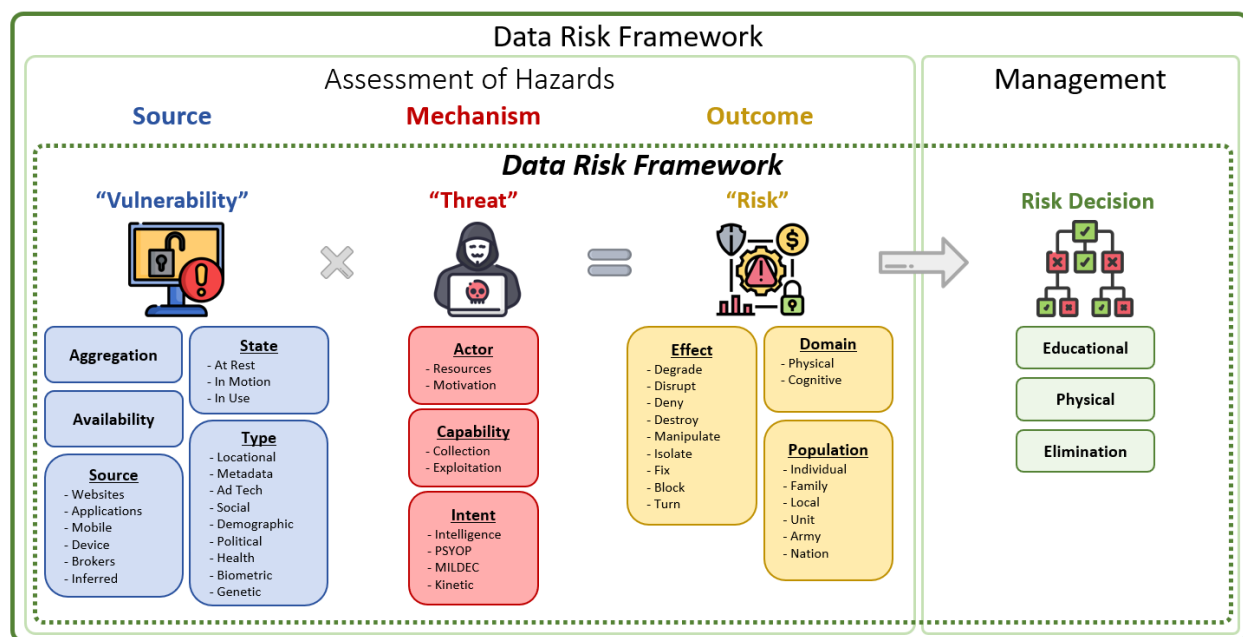 Data Risk Framework
Assessment of Hazards
Management
Source
Mechanism
Outcome
Data Risk Framework
“Vulnerability”
“Threat”
“Risk”
Risk Decision
Aggregation
Availability
Source
- Websites
- Applications
- Mobile
- Device
- Brokers
- Inferred
State
- At Rest
- In Motion
- In Use
Type
- Locational
- Metadata
- Ad Tech
- Social
- Demographic
- Political
- Health
- Biometric
- Genetic
Actor
- Resources
- Motivation
Capability
- Collection
- Exploitation
Intent
- Intelligence
- PSYOP
- MILDEC
- Kinetic
Effect
- Degrade
- Disrupt
- Deny
- Destroy
- Manipulate
- Isolate
- Fix
- Block
- Turn
Domain
- Physical
- Cognitive
Population
- Individual
- Family
- Local
- Unit
- Army
- Nation
Educational
Physical
Elimination